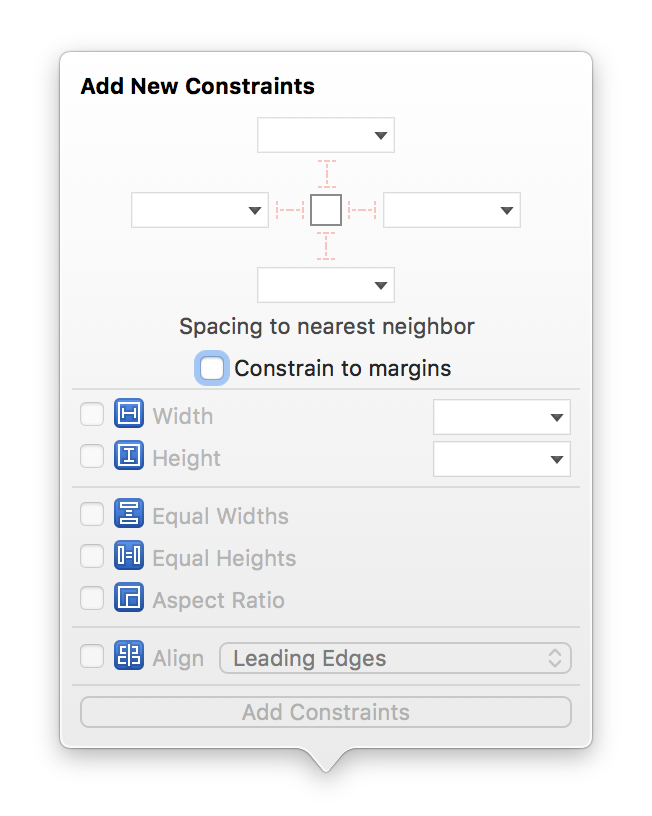 Add New Constraints
Spacing to nearest neighbor
Constrain to margins
Width
Height
Equal Widths
Equal Heights
Aspect Ratio
Align Leading Edges
Add Constraints